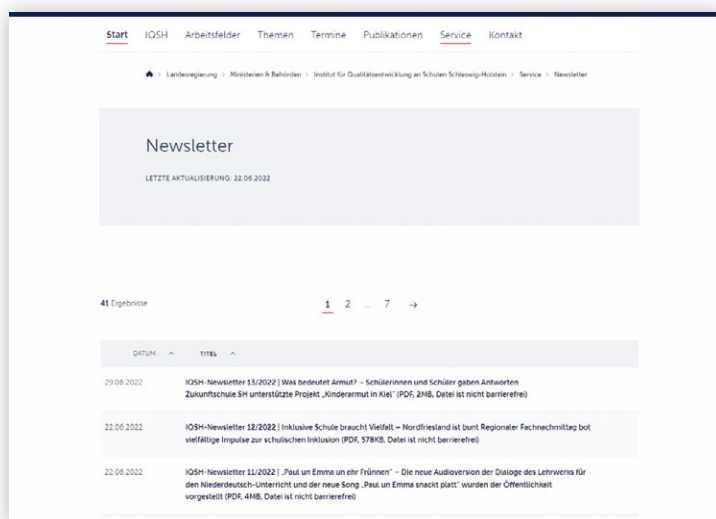 Start IQSH Arbeitsfelder Themen Termine Publikationen Service Kontakt
> Landesregierung > Ministerien & Behörden > Institut für Qualitätsentwicklung an Schulen Schleswig-Holstein > Service > Newsletter
Newsletter
LETZTE AKTUALISIERUNG: 22.06.2022
41 Ergebnisse 1 2 ... 7 →
DATUM TITEL
29.06.2022 IQSH-Newsletter 13/2022 | Was bedeutet Armut? – Schülerinnen und Schüler gaben Antworten
Zukunftschule.SH unterstützte Projekt „Kinderarmut in Kiel" (PDF, 2MB, Datei ist nicht barrierefrei)
22.06.2022 IQSH-Newsletter 12/2022 | Inklusive Schule braucht Vielfalt – Nordfriesland ist bunt Regionaler Fachnachmittag bot
vielfältige Impulse zur schulischen Inklusion (PDF, 578KB, Datei ist nicht barrierefrei)
22.06.2022 IQSH-Newsletter 11/2022 | „Paul un Emma un ehr Frünnen" – Die neue Audioversion der Dialoge des Lehrwerks für
den Niederdeutsch-Unterricht und der neue Song „Paul un Emma snackt platt" wurden der Öffentlichkeit
vorgestellt (PDF, 4MB, Datei ist nicht barrierefrei)